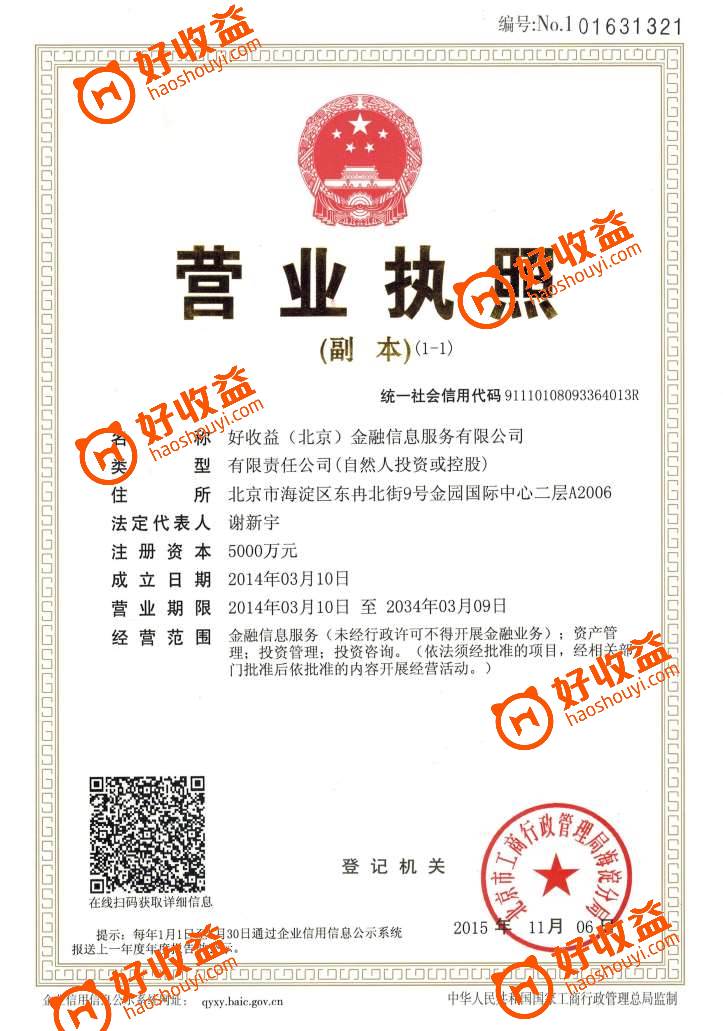 编号:No.1 01631321
好收益
haoshouyi.com
营业执照
好收益
haoshouyi.com
(副 本)(1-1)
统一社会信用代码 91110108093364013R
好收益
haoshouyi.com
名 称 好收益（北京）金融信息服务有限公司
类 型 有限责任公司(自然人投资或控股)
住 所 北京市海淀区东冉北街9号金园国际中心二层A2006
法定代表人 谢新宇
注册资本 5000万元
成立日期 2014年03月10日
营业期限 2014年03月10日 至 2034年03月09日
经营范围 金融信息服务（未经行政许可不得开展金融业务）；资产管
理；投资管理；投资咨询。（依法须经批准的项目，经相关部
门批准后依批准的内容开展经营活动。）
好收益
haoshouyi.com
在线扫码获取详细信息
登记机关
北京市工商行政管理局海淀分局
2015 年 11月 06日
提示：每年1月1日至 月30日通过企业信用信息公示系统
报送上一年度年度报告 示。
好收益
haoshouyi.com
好收益
haoshouyi.com
企业信用信息公示系统网址： qyxy.baic.gov.cn
中华人民共和国国家工商行政管理总局监制